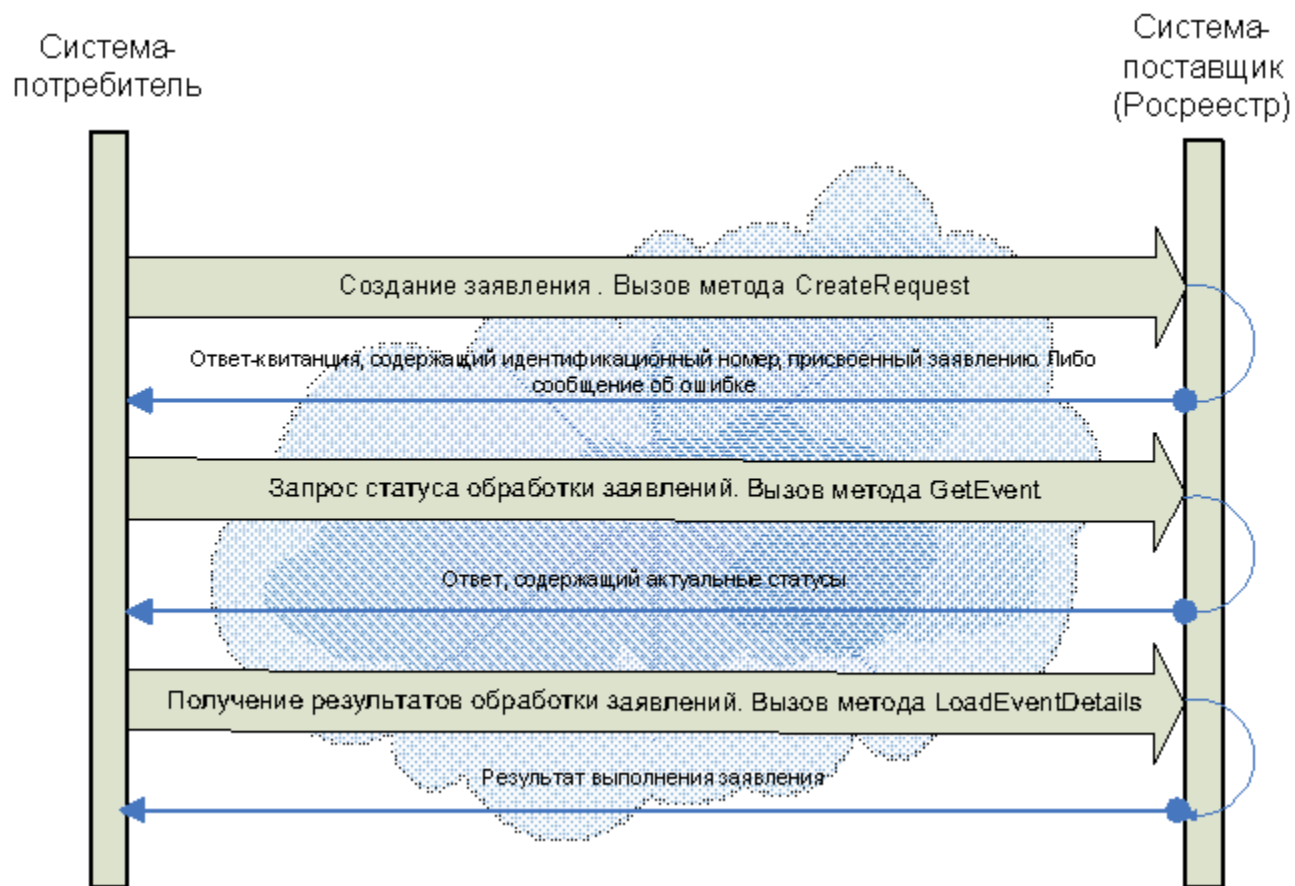 Система-
потребитель
Система-
поставщик
(Росреестр)
Создание заявления . Вызов метода CreateRequest
Ответ-квитанция, содержащий идентификационный номер, присвоенный заявлению. Либо
сообщение об ошибке
Запрос статуса обработки заявлений. Вызов метода GetEvent
Ответ, содержащий актуальные статусы
Получение результатов обработки заявлений. Вызов метода LoadEventDetails
Результат выполнения заявления